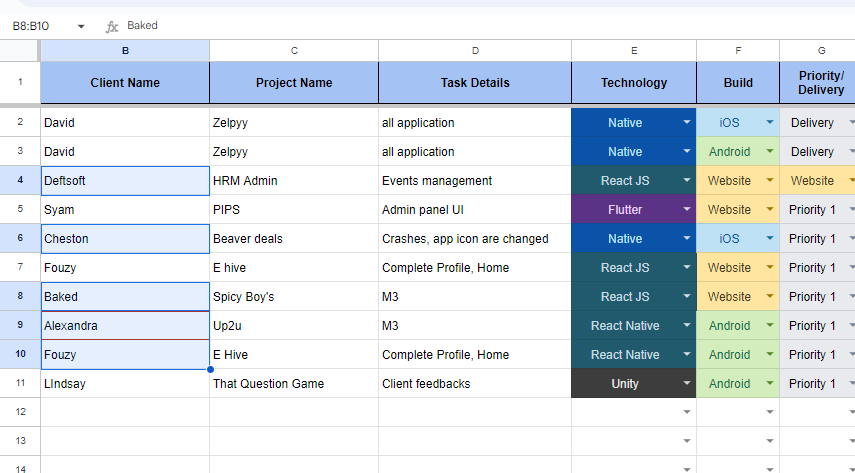 B8:B10 fx Baked
B C D E F G
1 Client Name Project Name Task Details Technology Build Priority/
Delivery
2 David Zelpyy all application Native iOS Delivery
3 David Zelpyy all application Native Android Delivery
4 Deftsoft HRM Admin Events management React JS Website Website
5 Syam PIPS Admin panel UI Flutter Website Priority 1
6 Cheston Beaver deals Crashes, app icon are changed Native iOS Priority 1
7 Fouzy E hive Complete Profile, Home React JS Website Priority 1
8 Baked Spicy Boy's M3 React JS Website Priority 1
9 Alexandra Up2u M3 React Native Android Priority 1
10 Fouzy E Hive Complete Profile, Home React Native Android Priority 1
11 LIndsay That Question Game Client feedbacks Unity Android Priority 1
12
13
14